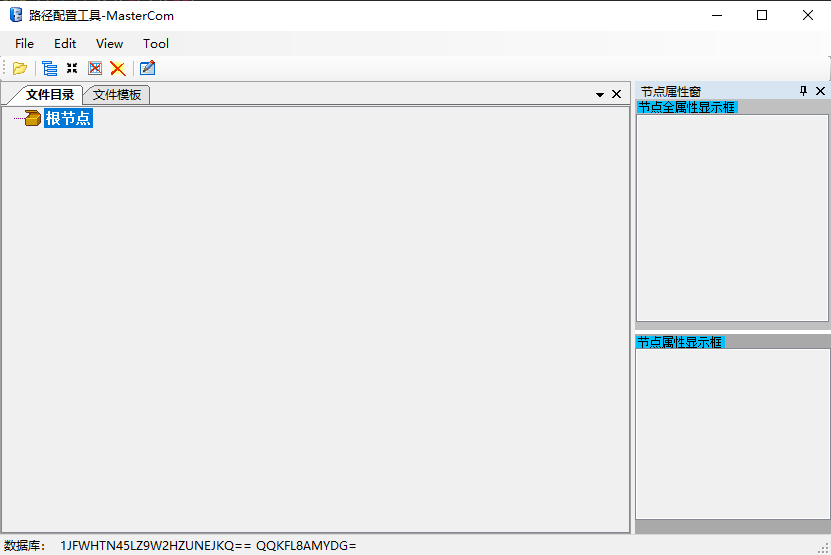 路径配置工具-MasterCom
File Edit View Tool
文件目录 文件模板
根节点
节点属性窗
节点全属性显示框
节点属性显示框
数据库: 1JFWHTN45LZ9W2HZUNEJKQ== QQKFL8AMYDG=